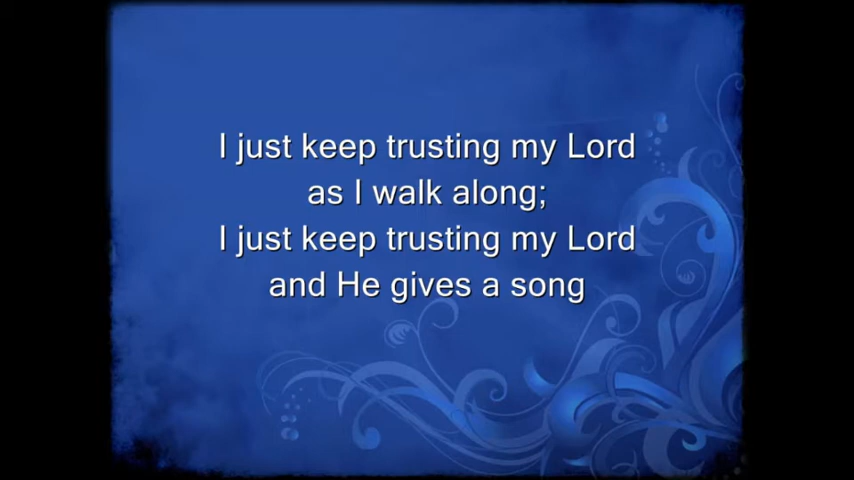 I just keep trusting my Lord
as I walk along;
I just keep trusting my Lord
and He gives a song